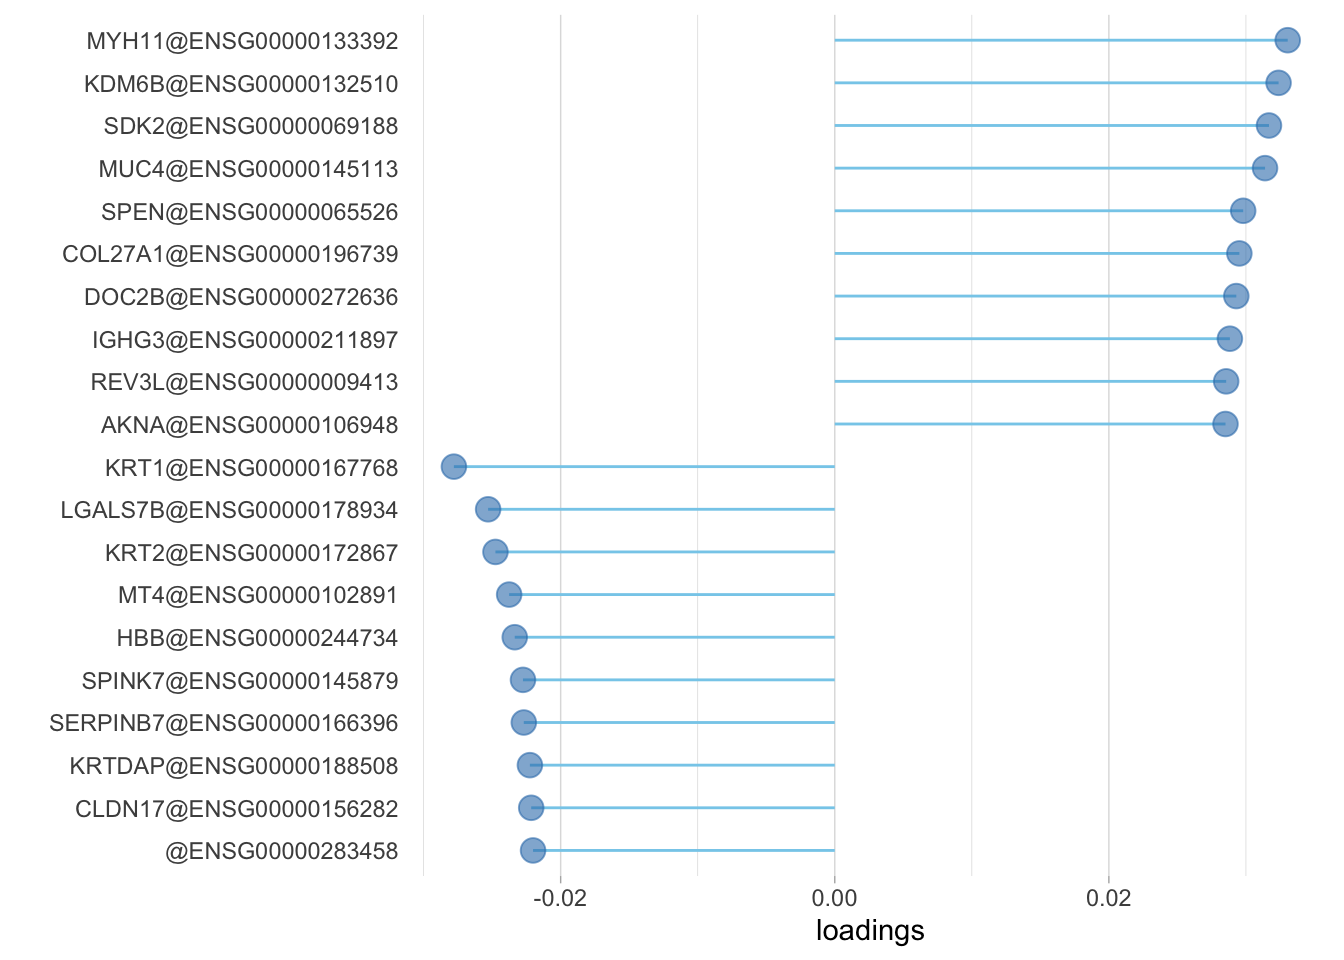 MYH11@ENSG00000133392
KDM6B@ENSG00000132510
SDK2@ENSG00000069188
MUC4@ENSG00000145113
SPEN@ENSG00000065526
COL27A1@ENSG00000196739
DOC2B@ENSG00000272636
IGHG3@ENSG00000211897
REV3L@ENSG00000009413
AKNA@ENSG00000106948
KRT1@ENSG00000167768
LGALS7B@ENSG00000178934
KRT2@ENSG00000172867
MT4@ENSG00000102891
HBB@ENSG00000244734
SPINK7@ENSG00000145879
SERPINB7@ENSG00000166396
KRTDAP@ENSG00000188508
CLDN17@ENSG00000156282
@ENSG00000283458
-0.02 0.00 0.02
loadings